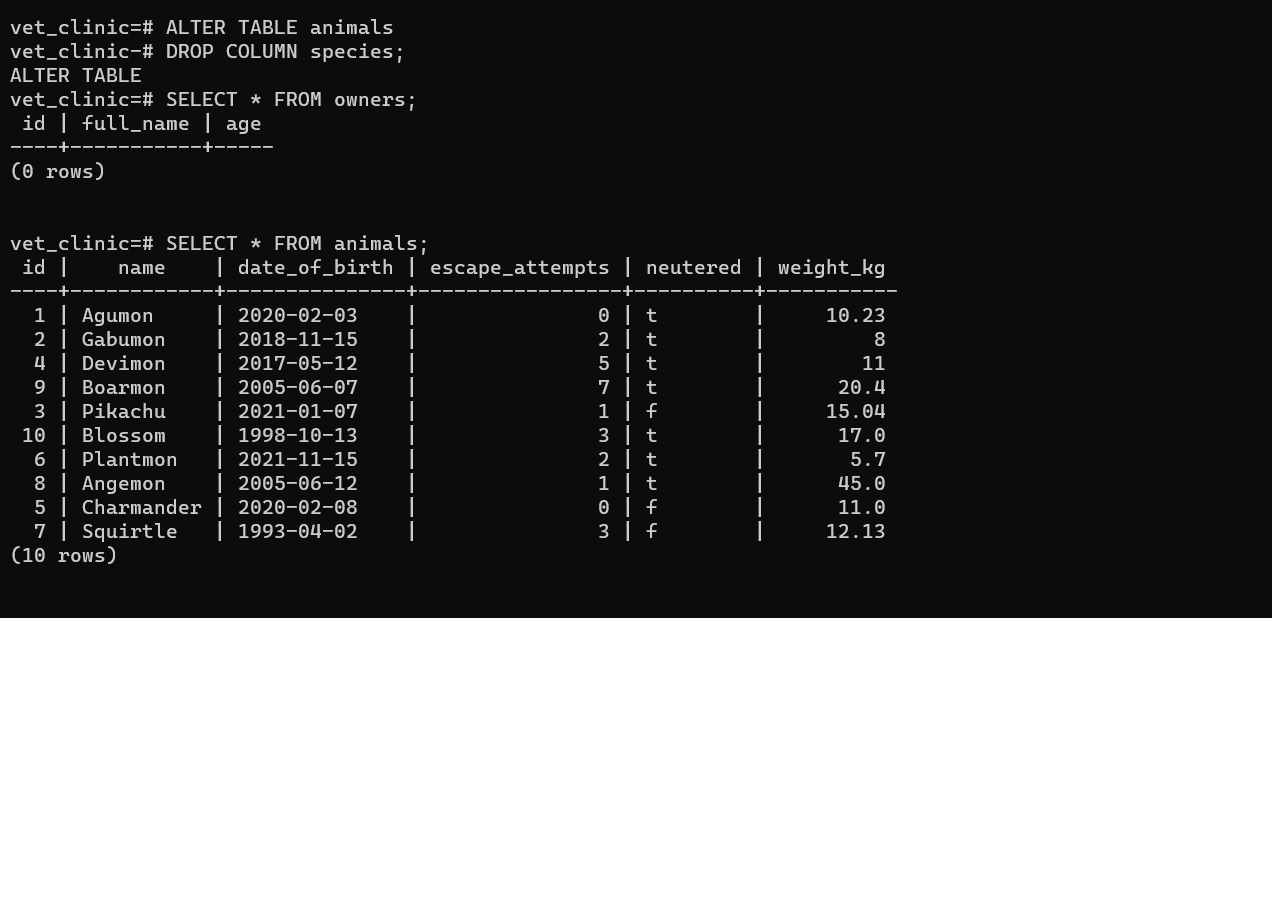 vet_clinic=# ALTER TABLE animals
vet_clinic-# DROP COLUMN species;
ALTER TABLE
vet_clinic=# SELECT * FROM owners;
 id | full_name | age
----+-----------+-----
(0 rows)
vet_clinic=# SELECT * FROM animals;
 id |    name    | date_of_birth | escape_attempts | neutered | weight_kg
----+------------+---------------+-----------------+----------+-----------
  1 | Agumon     | 2020-02-03    |               0 | t        |     10.23
  2 | Gabumon    | 2018-11-15    |               2 | t        |         8
  4 | Devimon    | 2017-05-12    |               5 | t        |        11
  9 | Boarmon    | 2005-06-07    |               7 | t        |      20.4
  3 | Pikachu    | 2021-01-07    |               1 | f        |     15.04
 10 | Blossom    | 1998-10-13    |               3 | t        |      17.0
  6 | Plantmon   | 2021-11-15    |               2 | t        |       5.7
  8 | Angemon    | 2005-06-12    |               1 | t        |      45.0
  5 | Charmander | 2020-02-08    |               0 | f        |      11.0
  7 | Squirtle   | 1993-04-02    |               3 | f        |     12.13
(10 rows)